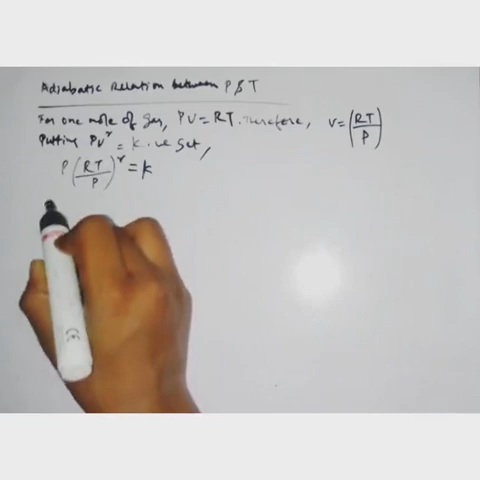 Adiabatic Relation between P & T
For one mole of gas, PV = RT. Therefore, V = (RT/P)
Putting PV^γ = K. we get,
P (RT/P)^γ = K